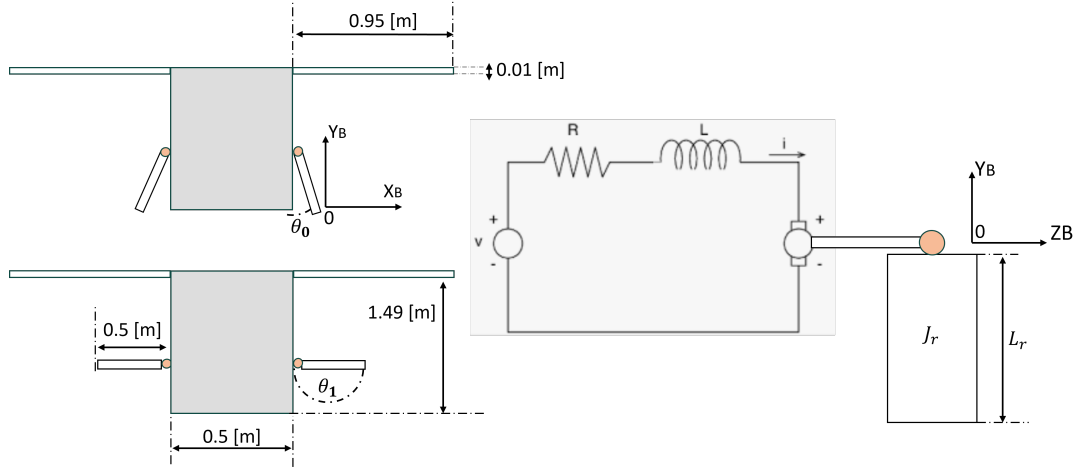 0.95 [m]
0.01 [m]
YB
XB
0
θ0
1.49 [m]
0.5 [m]
θ1
0.5 [m]
R
L
i
+
v
-
+
-
YB
0
ZB
Jr
Lr